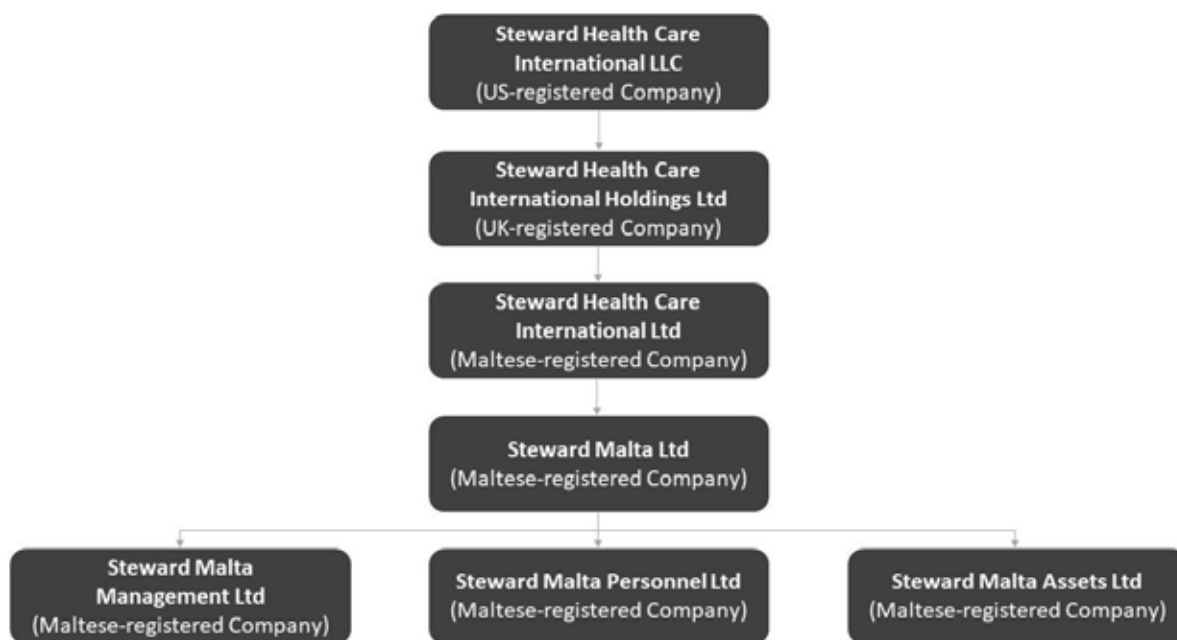 Steward Health Care
International LLC
(US-registered Company)
Steward Health Care
International Holdings Ltd
(UK-registered Company)
Steward Health Care
International Ltd
(Maltese-registered Company)
Steward Malta Ltd
(Maltese-registered Company)
Steward Malta
Management Ltd
(Maltese-registered Company)
Steward Malta Personnel Ltd
(Maltese-registered Company)
Steward Malta Assets Ltd
(Maltese-registered Company)